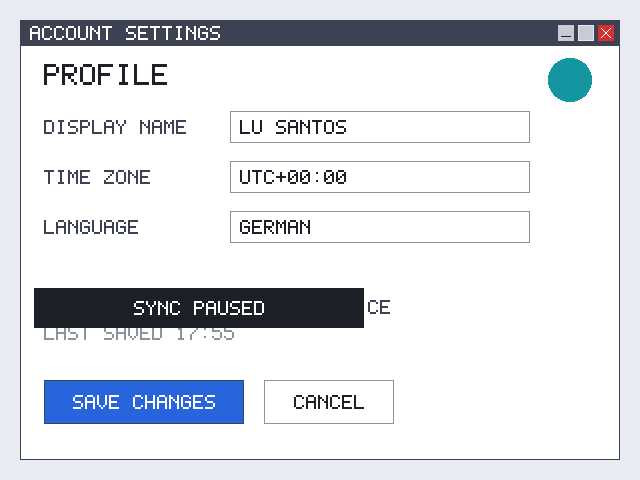 ACCOUNT SETTINGS
PROFILE
DISPLAY NAME LU SANTOS
TIME ZONE UTC+00:00
LANGUAGE GERMAN
SYNC PAUSED
LAST SAVED 17:55
SAVE CHANGES CANCEL